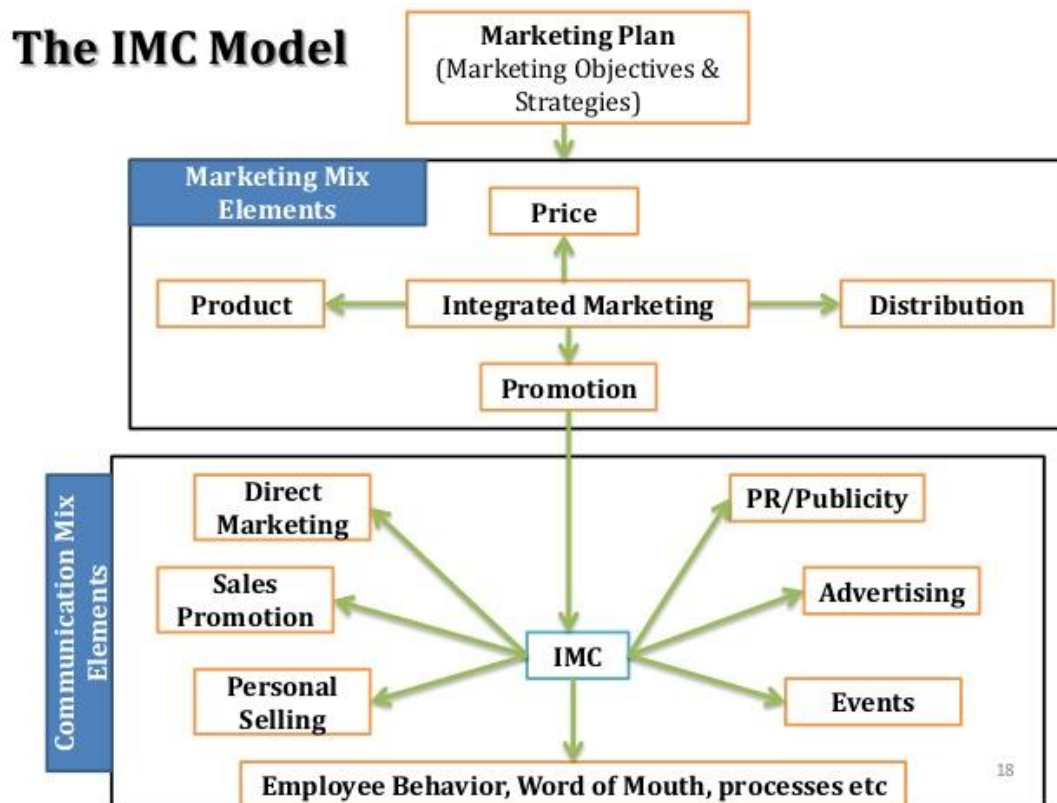 The IMC Model
Marketing Plan
(Marketing Objectives &
Strategies)
Marketing Mix
Elements
Price
Product
Integrated Marketing
Distribution
Promotion
Communication Mix
Elements
Direct
Marketing
PR/Publicity
Sales
Promotion
Advertising
IMC
Personal
Selling
Events
Employee Behavior, Word of Mouth, processes etc
18